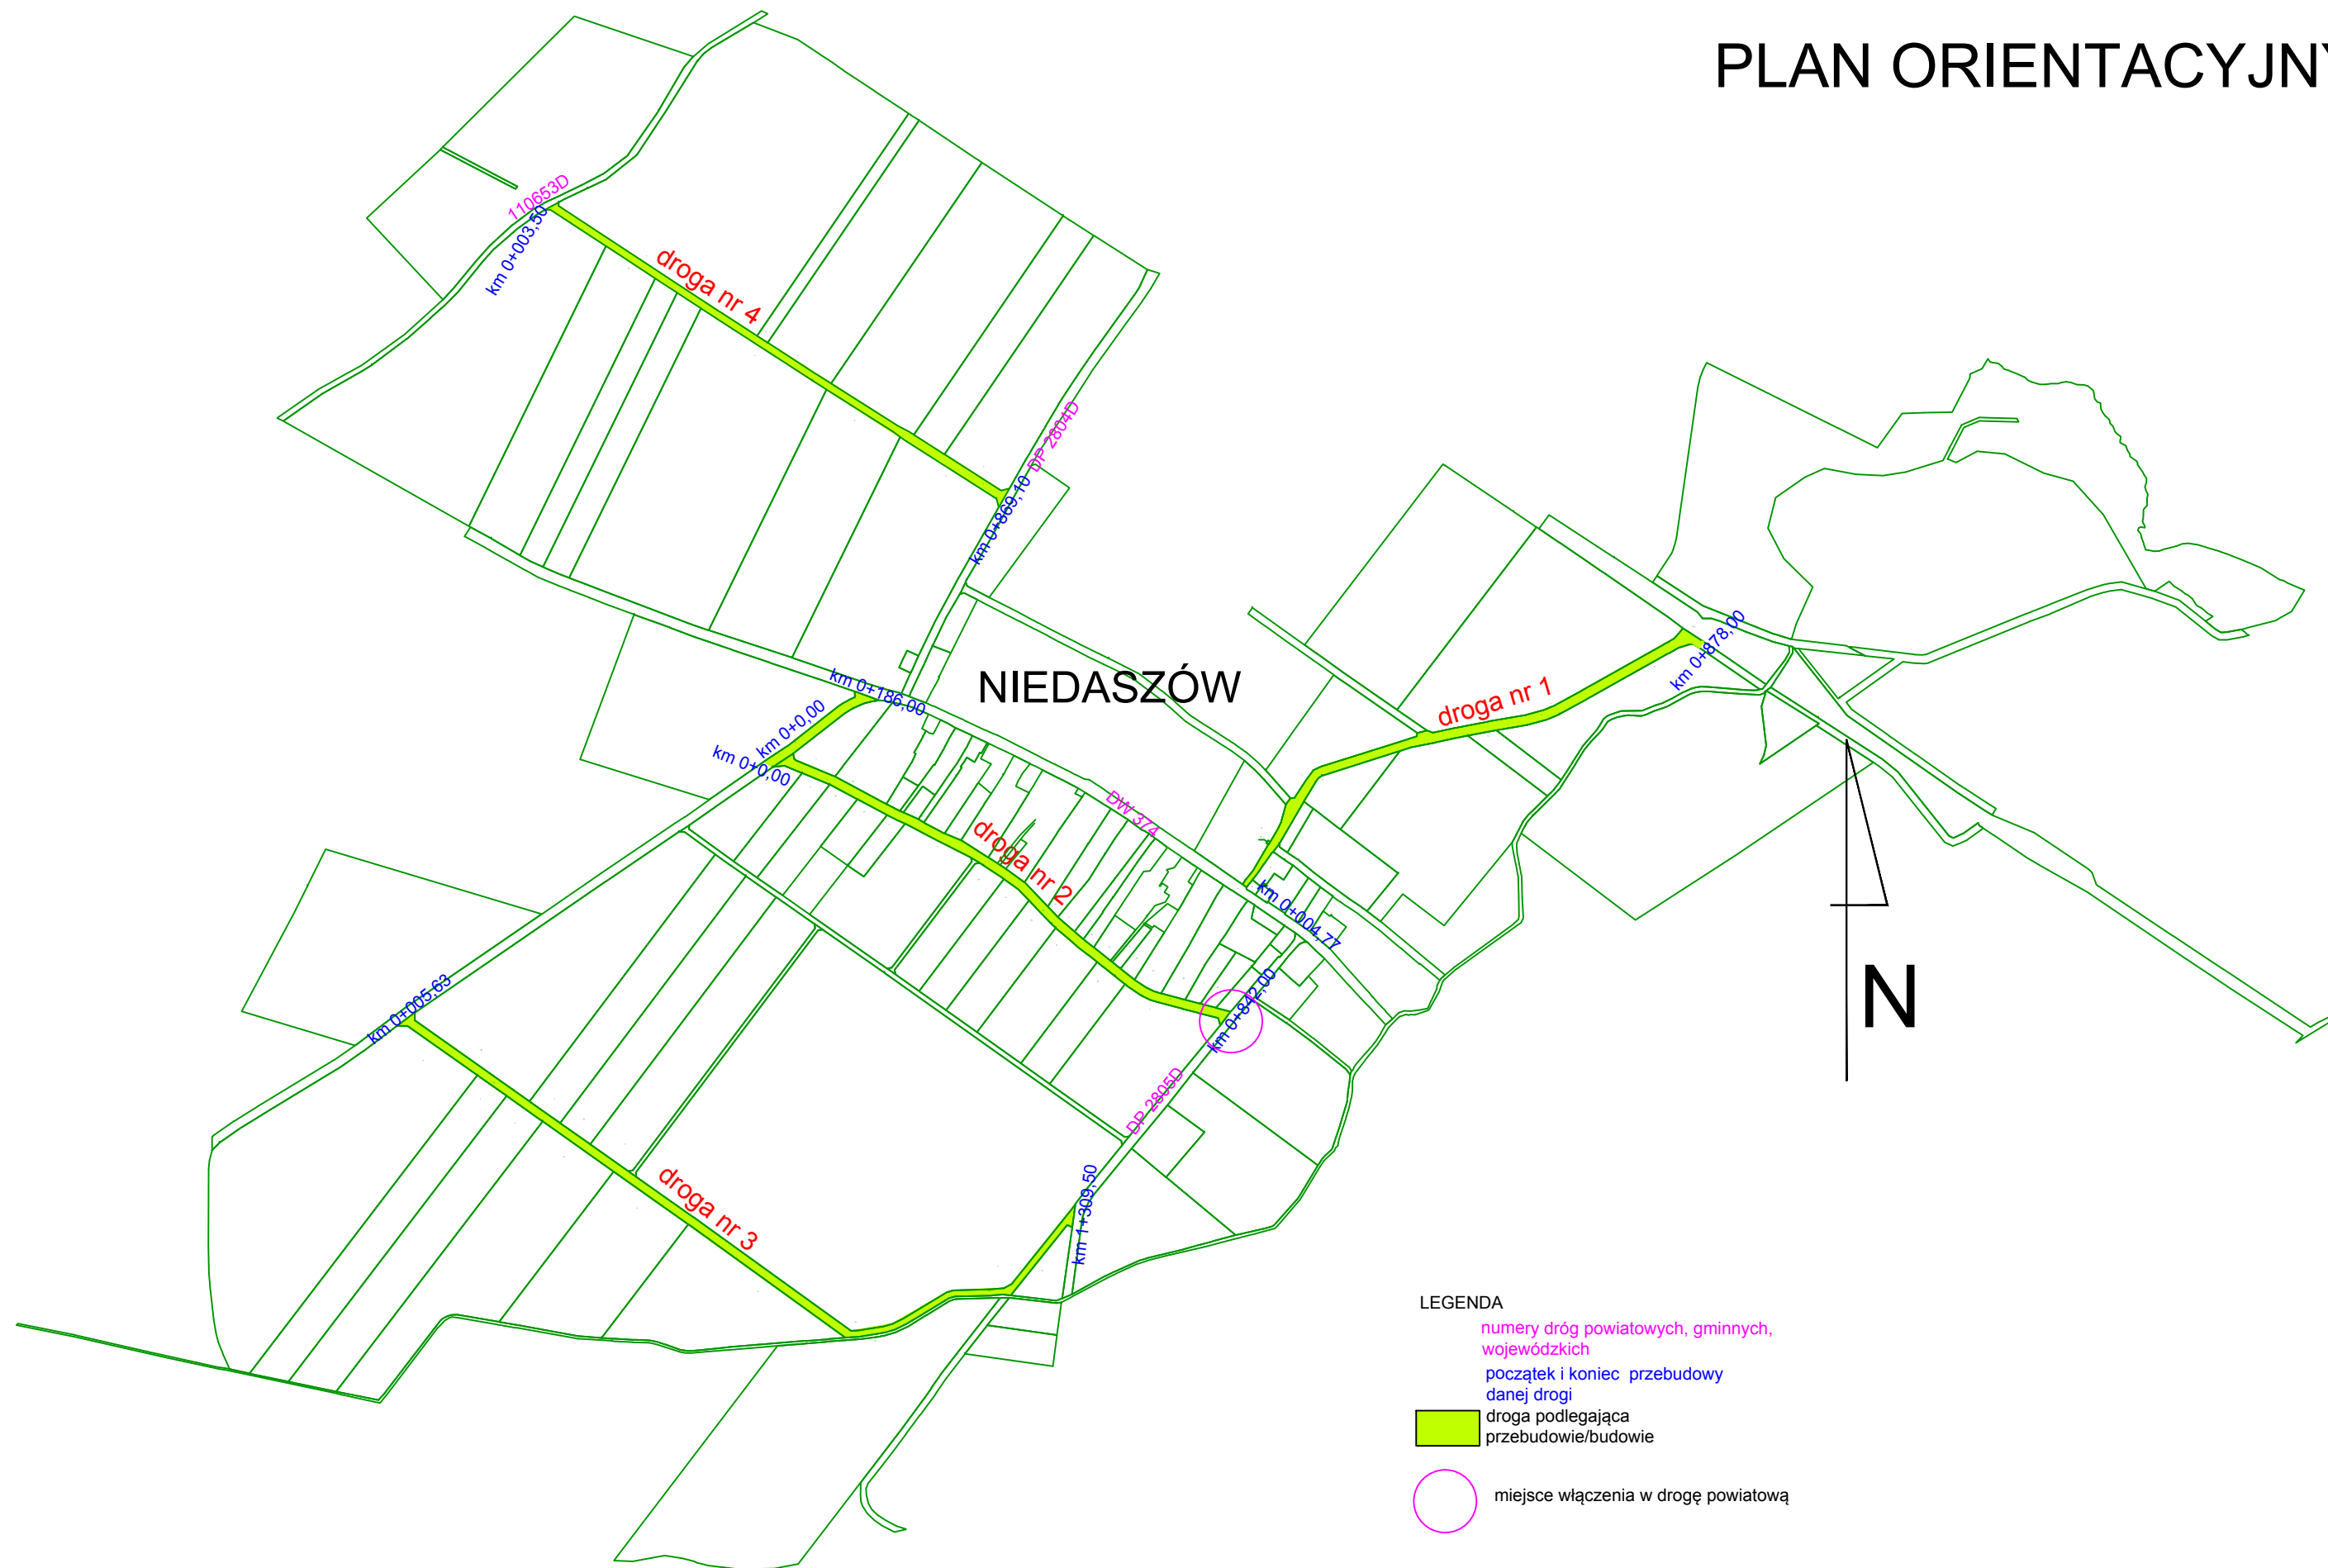 PLAN ORIENTACYJNY
110653D
km 0+003,50
droga nr 4
DP 2804D
km 0+869,10
NIEDASZÓW
km 0+186,00
km 0+0,00
km 0+0,00
droga nr 1
km 0+878,00
DW 374
droga nr 2
km 0+004,77
km 0+842,00
N
km 0+005,63
DP 2805D
km 1+309,50
droga nr 3
LEGENDA
numery dróg powiatowych, gminnych,
wojewódzkich
początek i koniec przebudowy
danej drogi
droga podlegająca
przebudowie/budowie
miejsce włączenia w drogę powiatową